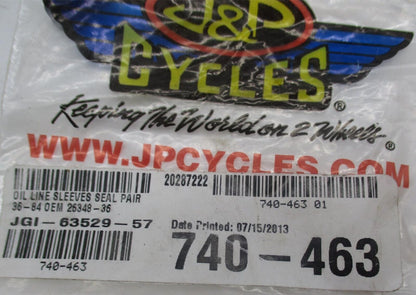 J&P
CYCLES®
Keeping The World on 2 Wheels®
WWW.JPCYCLES.COM
20287222
740-463 01
OIL LINE SLEEVES SEAL PAIR
36-84 OEM 26348-36
JGI-63529-57
Date Printed: 07/15/2013
740-463
740-463